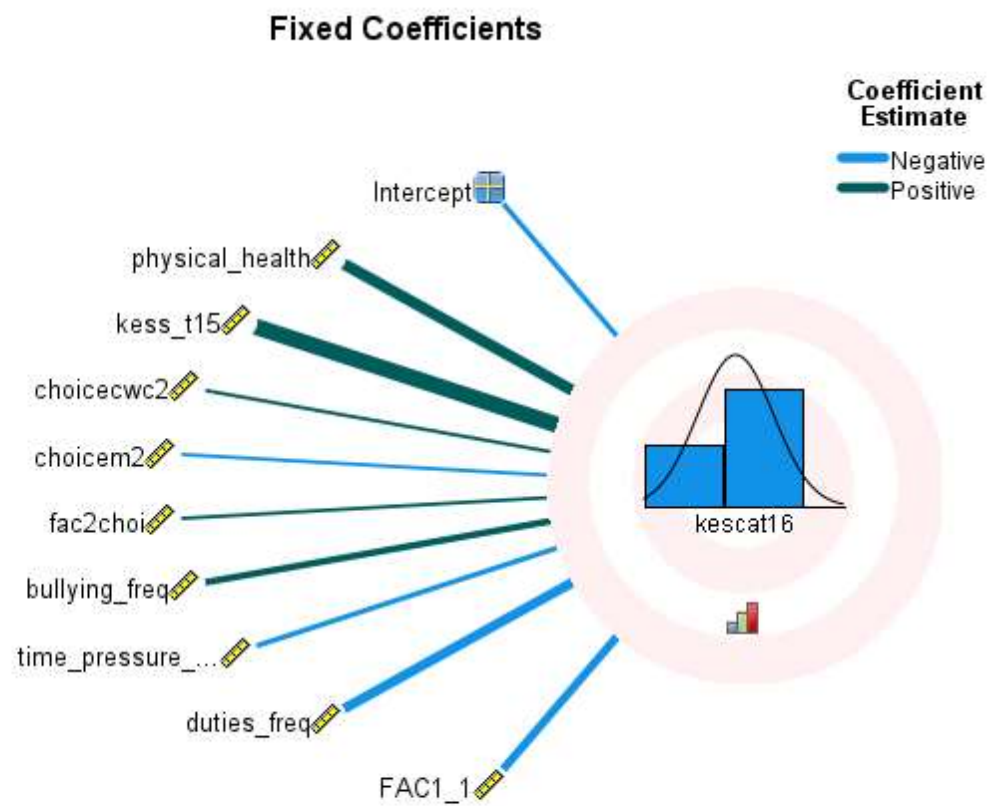 Fixed Coefficients
Coefficient
Estimate
Negative
Positive
Intercept
physical_health
kess_t15
choicecwc2
choicem2
fac2choi
bullying_freq
time_pressure_...
duties_freq
FAC1_1
kescat16